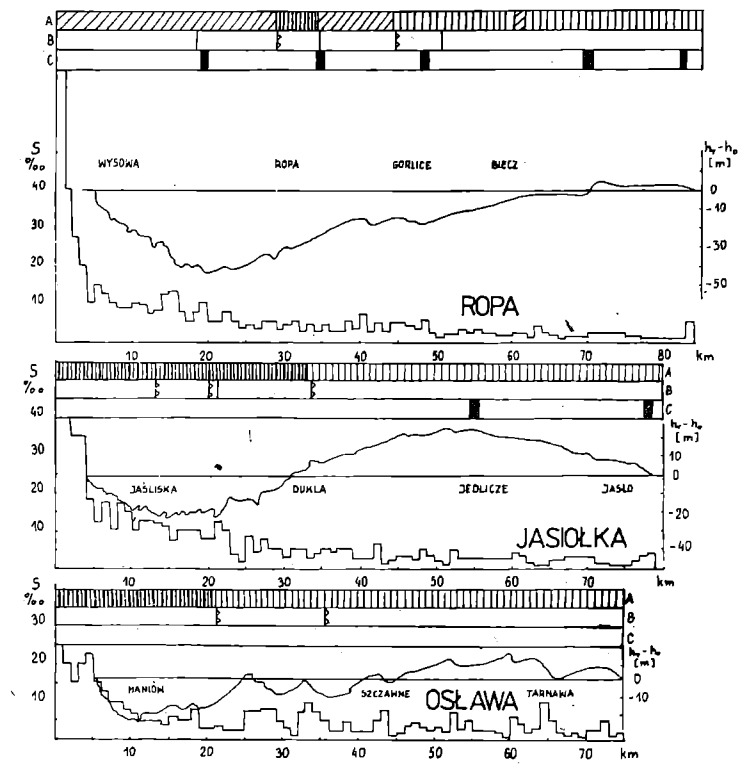 A
B
C
S
‰
hᵣ-h₀
[m]
WYSOWA ROPA GORLICE BIECZ
40
30
20
10
0
-10
-30
-50
ROPA
10 20 30 40 50 60 70 80 km
S
‰
A
B
C
40
30
20
10
hᵣ-h₀
[m]
10
0
-20
-40
JAŚLISKA DUKLA JEDLICZE JASŁO
JASIOŁKA
10 20 30 40 50 60 70 km
S
‰
A
B
C
30
20
10
hᵣ-h₀
[m]
0
-10
MANIÓW SZCZAWNE TARNAWA
OSŁAWA
10 20 30 40 50 60 70 km